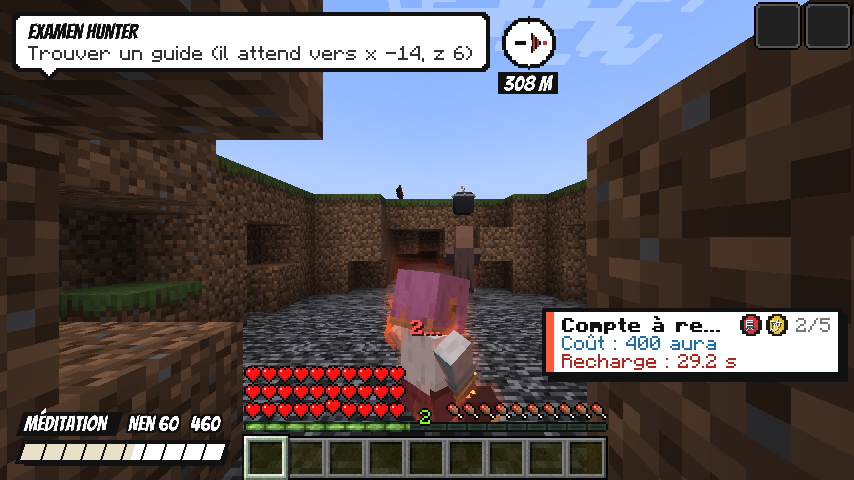 EXAMEN HUNTER
Trouver un guide (il attend vers x -14, z 6)
308 M
2...
Compte à re... 2/5
Coût : 400 aura
Recharge : 29.2 s
MÉDITATION NEN 60 460
2